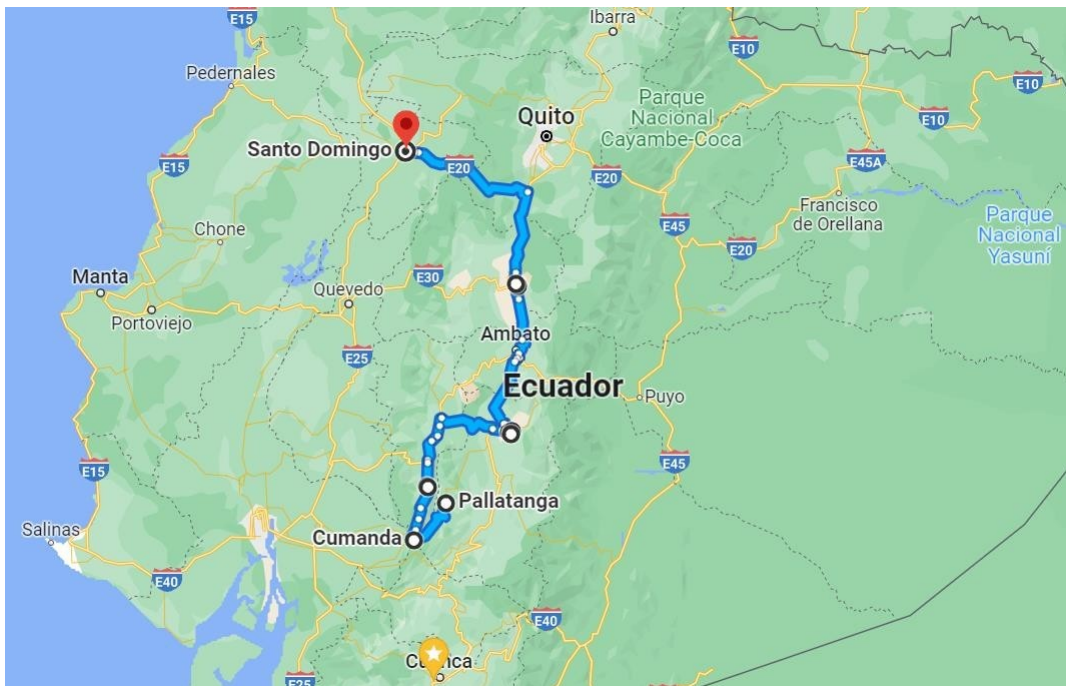 Ibarra
E15
E10
Pedernales
E10
Parque
Nacional
Cayambe-Coca
Quito
E10
Santo Domingo
E20
E15
E20
E45A
Francisco
de Orellana
E45
Parque
Nacional
Yasuní
Chone
E20
Manta
E30
Quevedo
Portoviejo
Ambato
E25
Ecuador
Puyo
E15
E45
Pallatanga
Salinas
Cumanda
E40
E40
E25